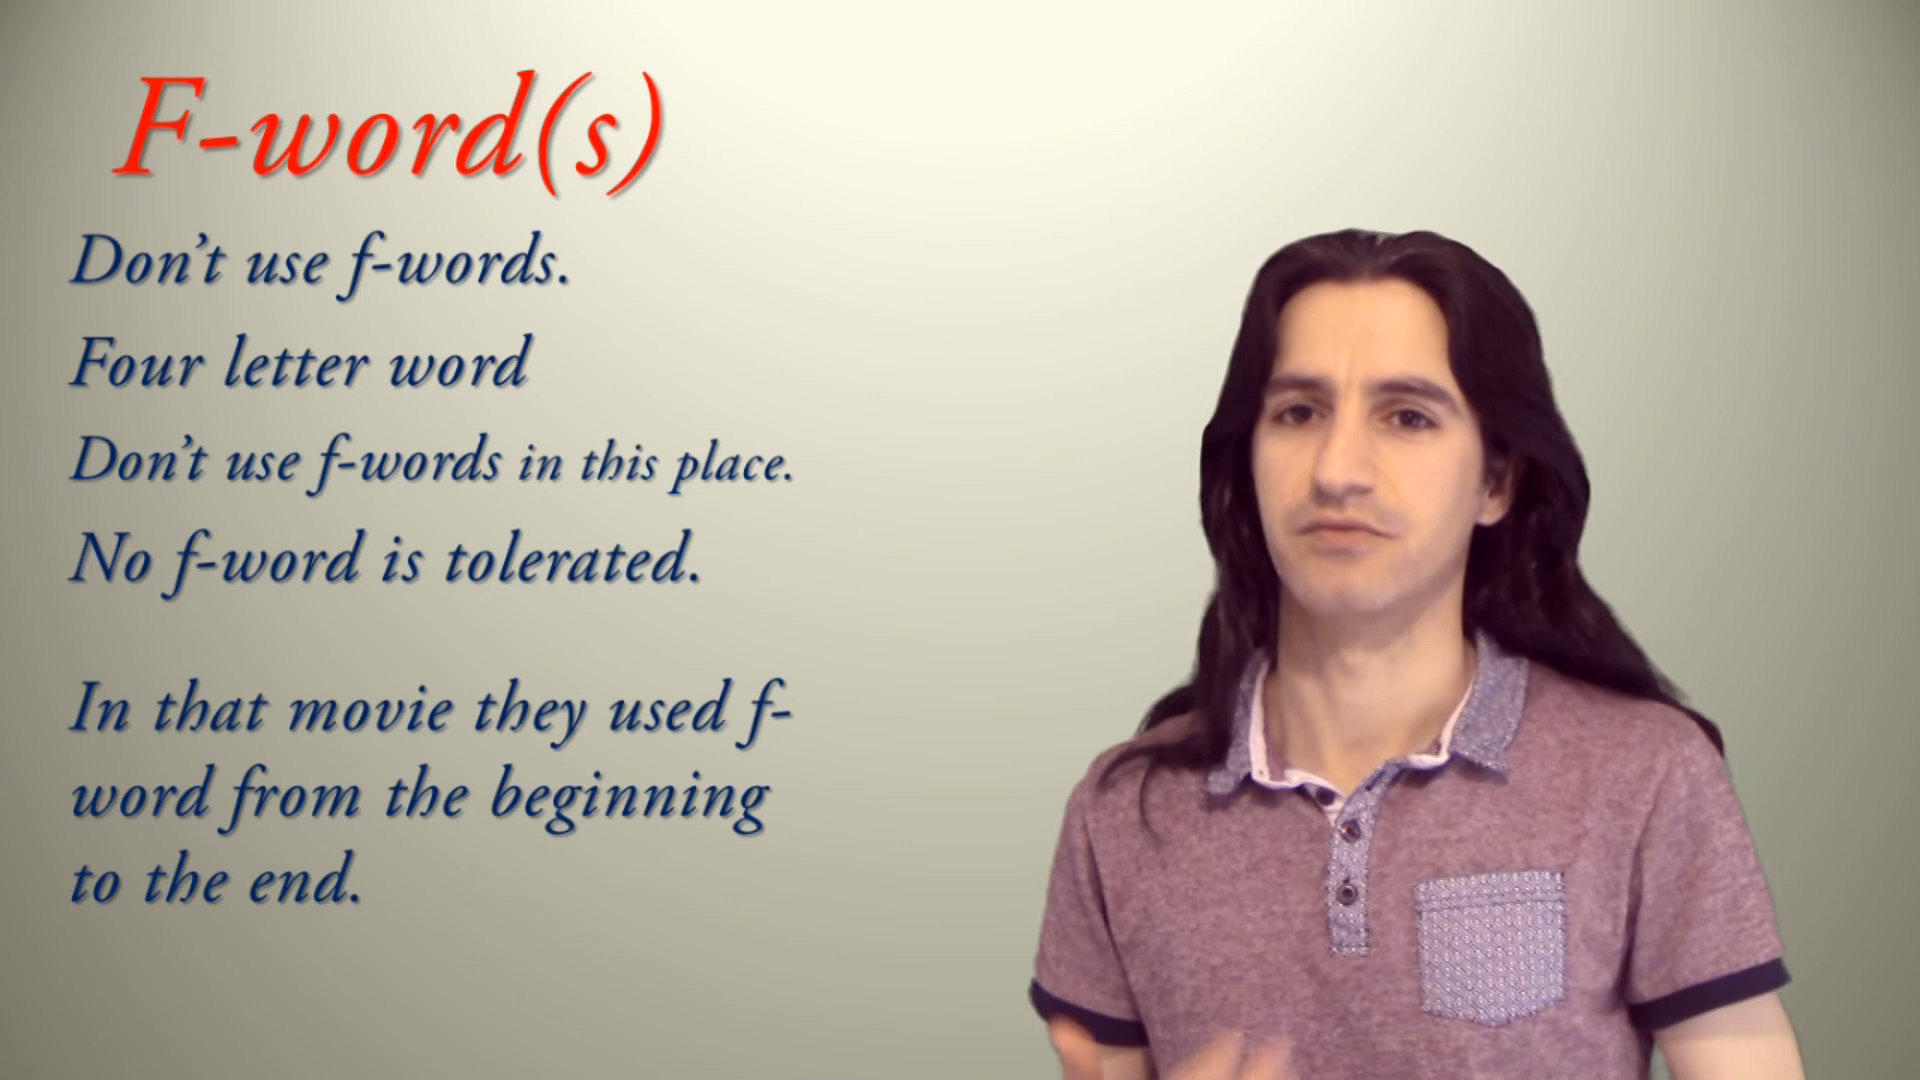 F-word(s)
Don’t use f-words.
Four letter word
Don’t use f-words in this place.
No f-word is tolerated.
In that movie they used f-
word from the beginning
to the end.